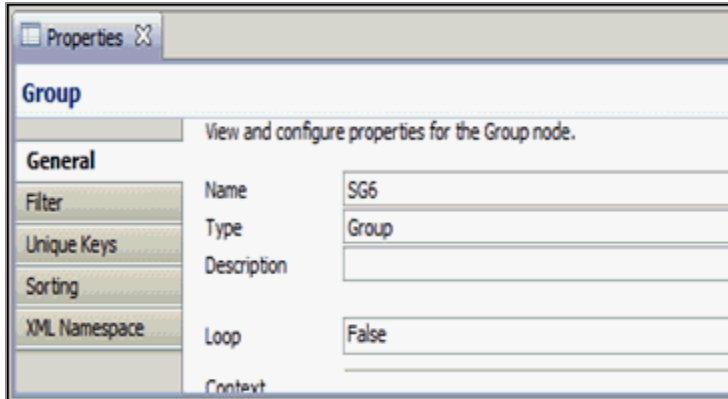 Properties
Group
View and configure properties for the Group node.
General
Filter
Unique Keys
Sorting
XML Namespace
Name SG6
Type Group
Description
Loop False
Context